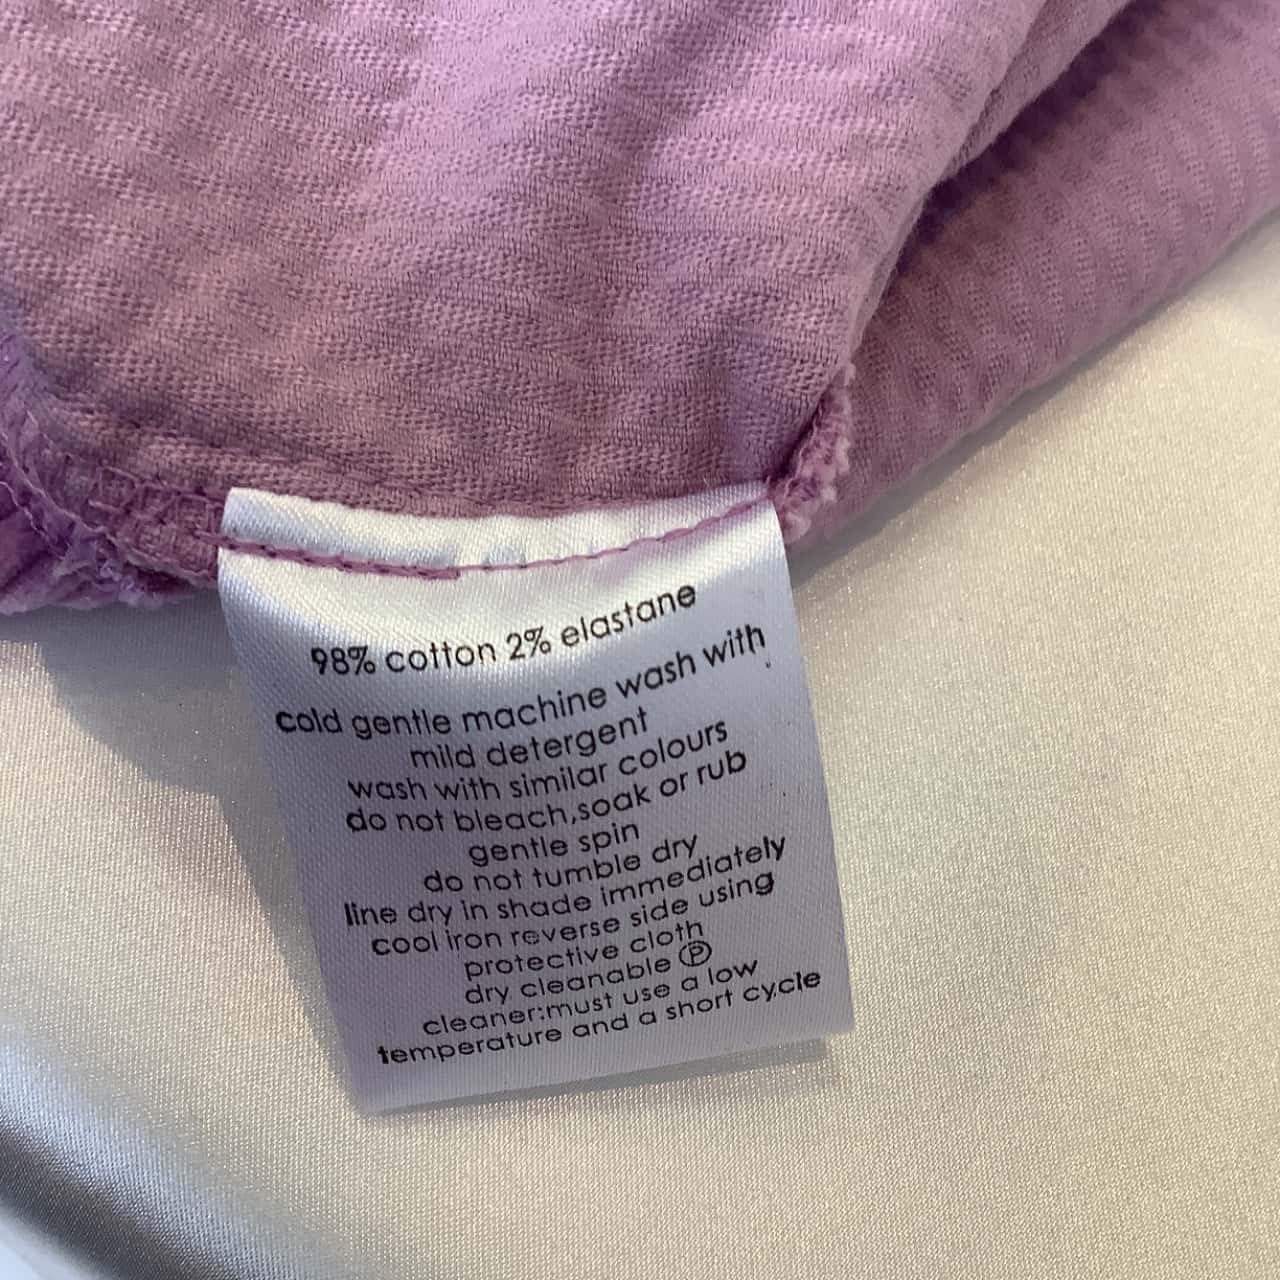 98% cotton 2% elastane
cold gentle machine wash with
mild detergent
wash with similar colours
do not bleach,soak or rub
gentle spin
do not tumble dry
line dry in shade immediately
cool iron reverse side using
protective cloth
dry cleanable Ⓟ
cleaner:must use a low
temperature and a short cycle